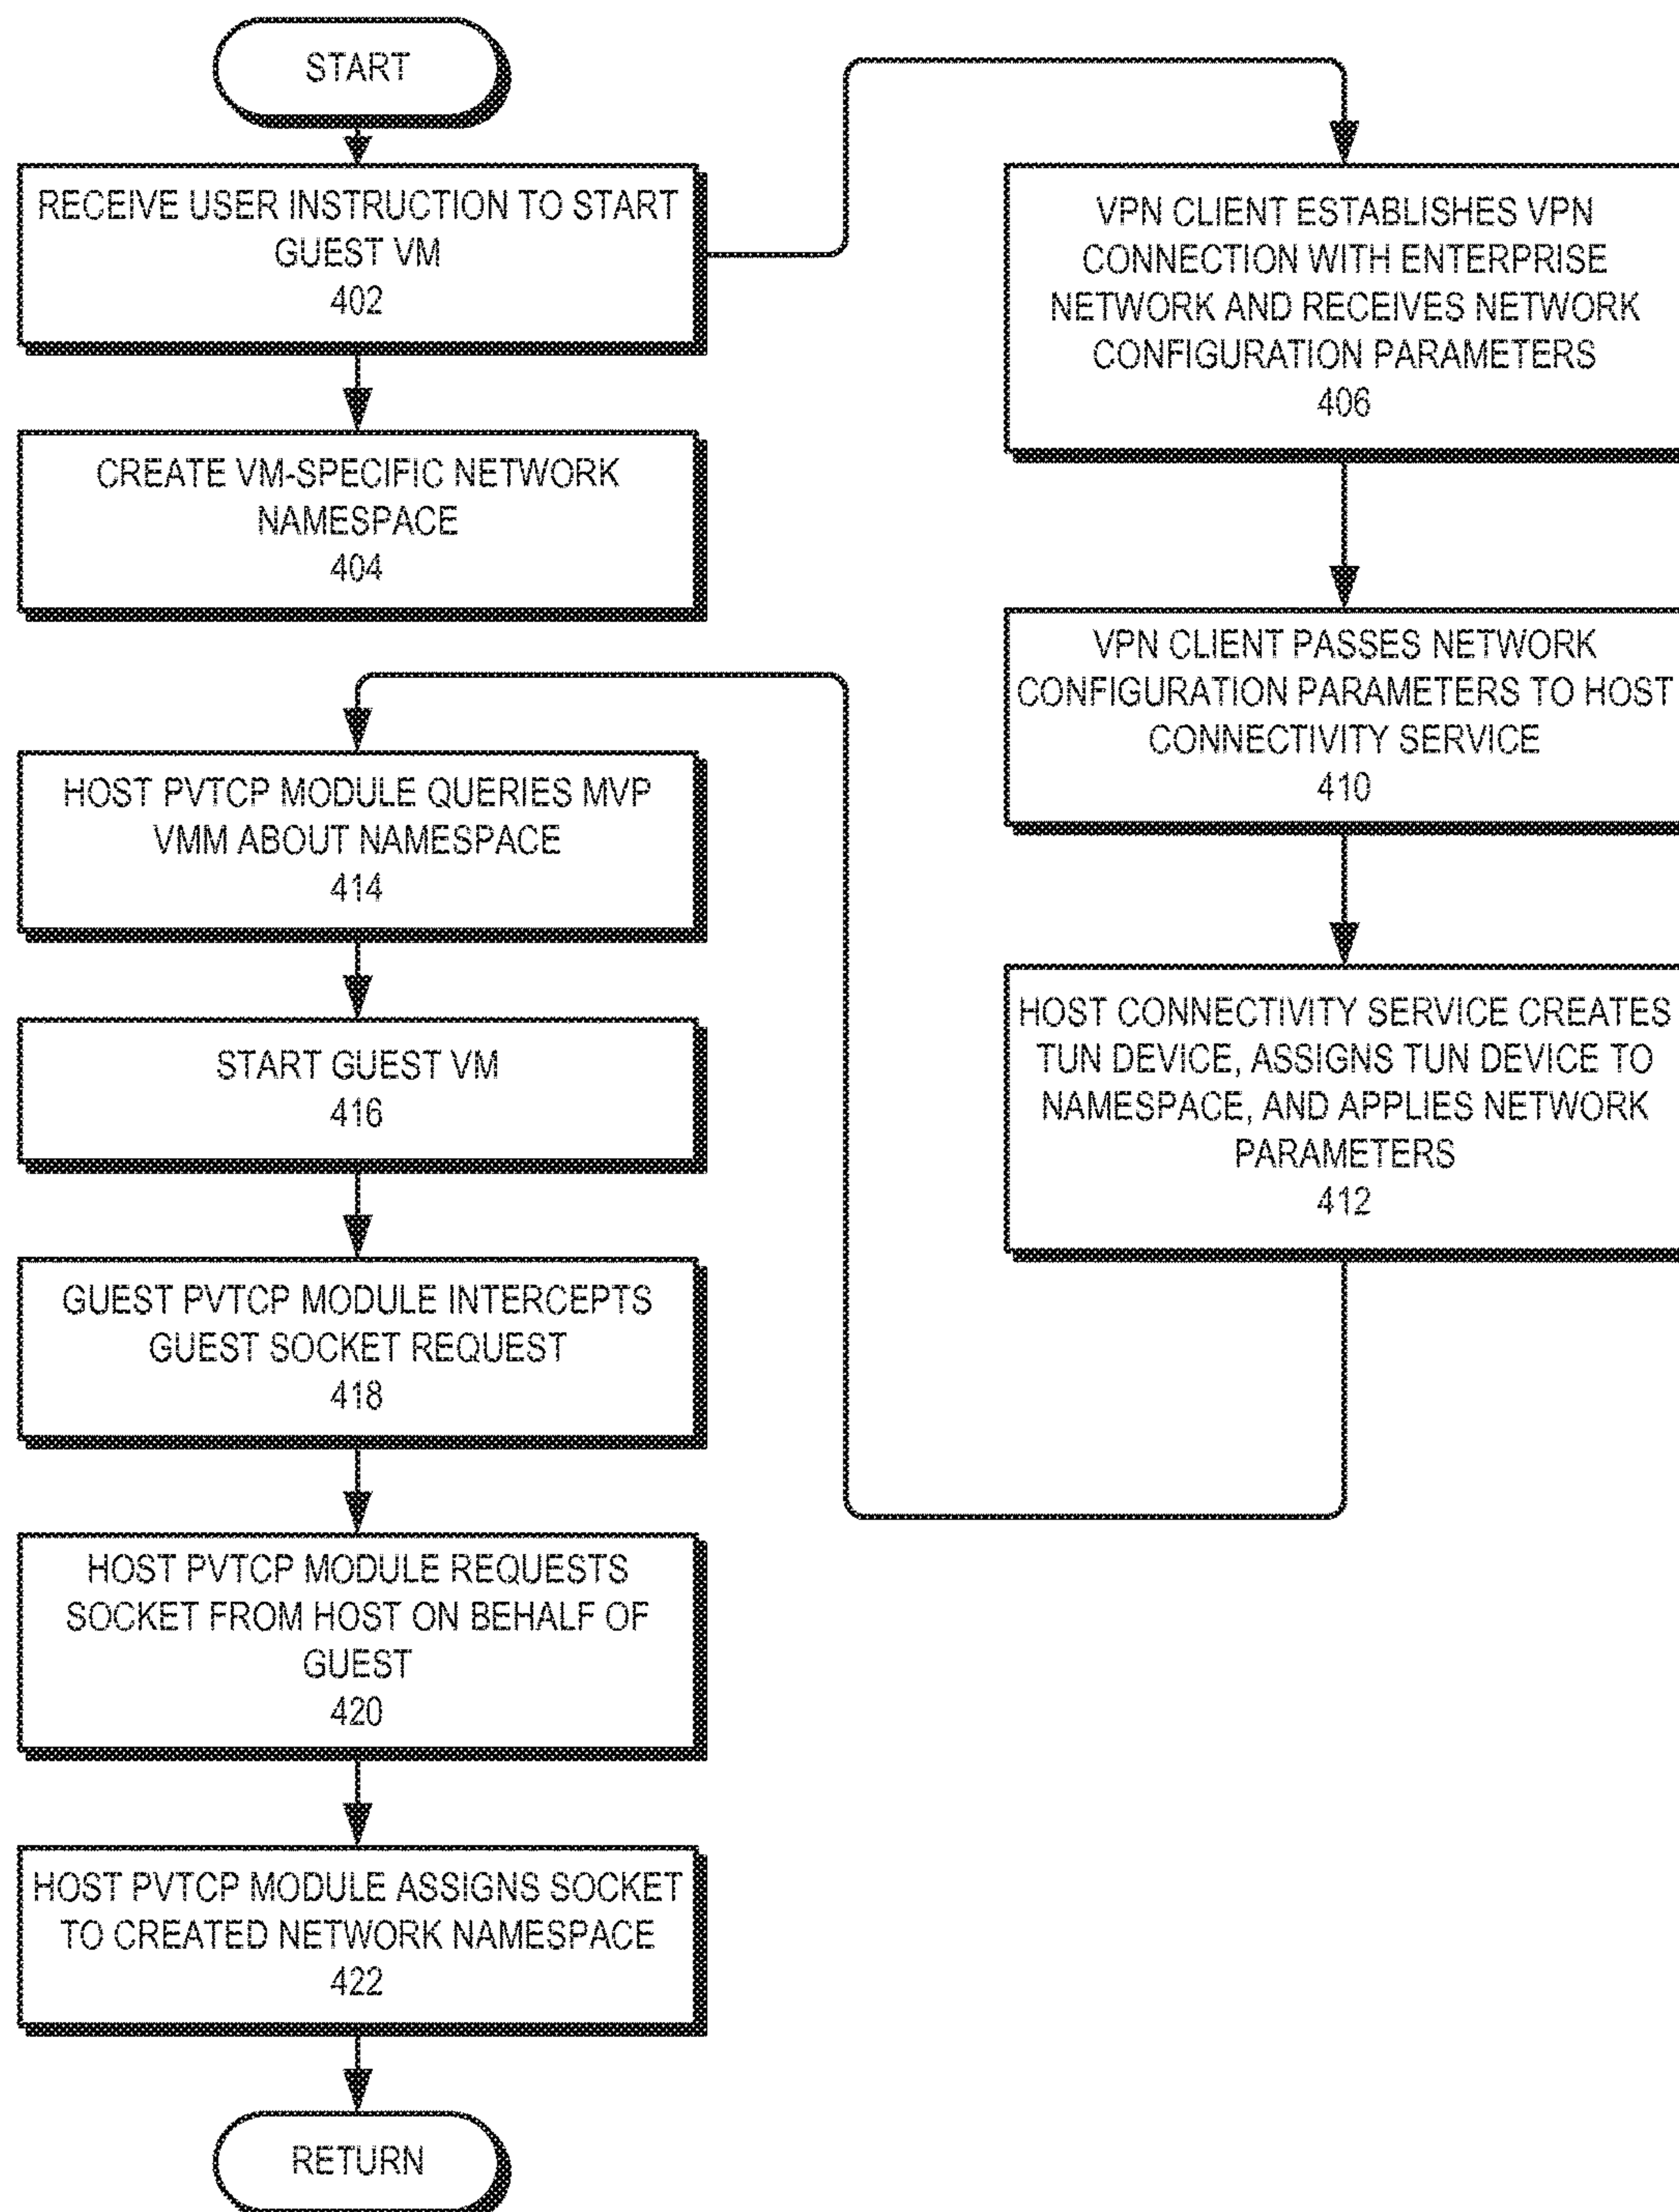 START
RECEIVE USER INSTRUCTION TO START
GUEST VM
402
CREATE VM-SPECIFIC NETWORK
NAMESPACE
404
VPN CLIENT ESTABLISHES VPN
CONNECTION WITH ENTERPRISE
NETWORK AND RECEIVES NETWORK
CONFIGURATION PARAMETERS
406
VPN CLIENT PASSES NETWORK
CONFIGURATION PARAMETERS TO HOST
CONNECTIVITY SERVICE
410
HOST CONNECTIVITY SERVICE CREATES
TUN DEVICE, ASSIGNS TUN DEVICE TO
NAMESPACE, AND APPLIES NETWORK
PARAMETERS
412
HOST PVTCP MODULE QUERIES MVP
VMM ABOUT NAMESPACE
414
START GUEST VM
416
GUEST PVTCP MODULE INTERCEPTS
GUEST SOCKET REQUEST
418
HOST PVTCP MODULE REQUESTS
SOCKET FROM HOST ON BEHALF OF
GUEST
420
HOST PVTCP MODULE ASSIGNS SOCKET
TO CREATED NETWORK NAMESPACE
422
RETURN